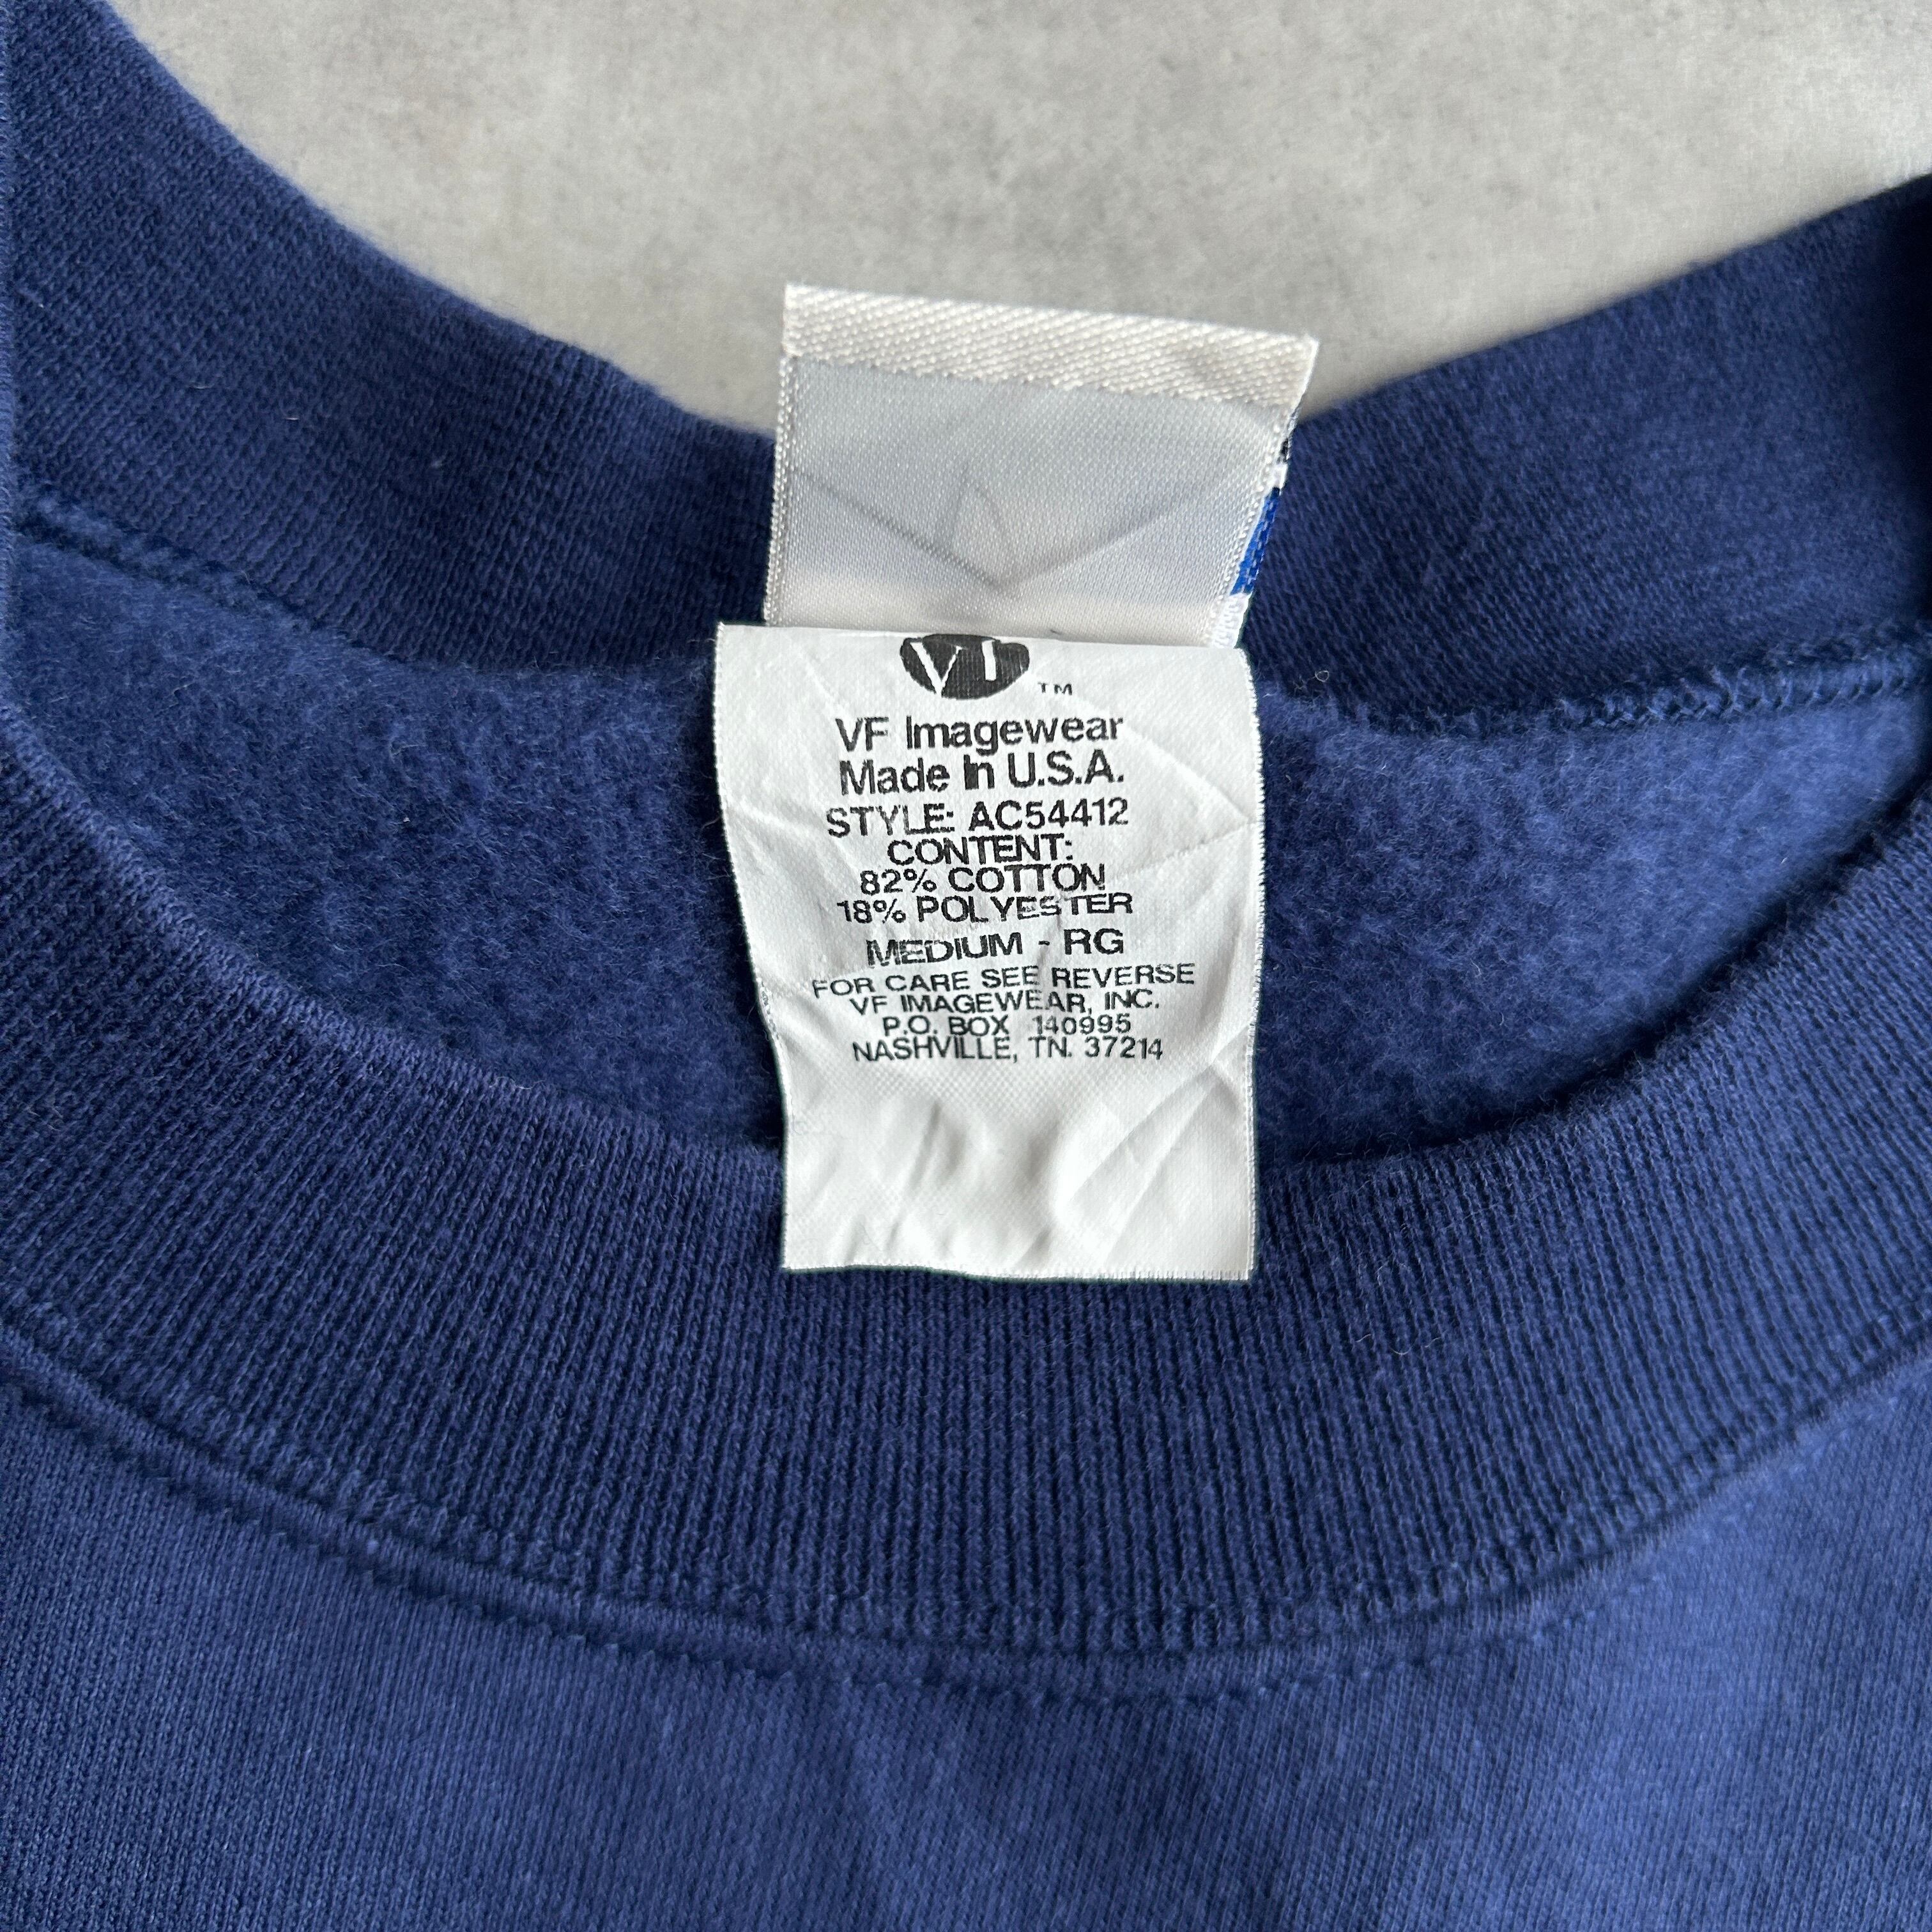 VI TM
VF Imagewear
Made In U.S.A.
STYLE: AC54412
CONTENT:
82% COTTON
18% POLYESTER
MEDIUM - RG
FOR CARE SEE REVERSE
VF IMAGEWEAR, INC.
P.O. BOX 140995
NASHVILLE, TN. 37214